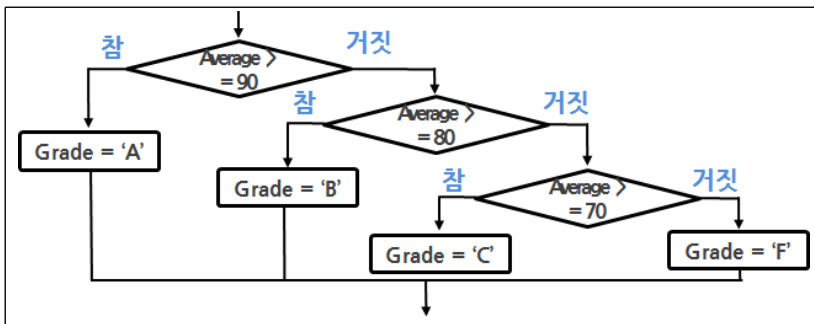 참
거짓
Average >
= 90
참
거짓
Average >
= 80
Grade = ‘A’
참
거짓
Average >
= 70
Grade = ‘B’
Grade = ‘C’
Grade = ‘F’